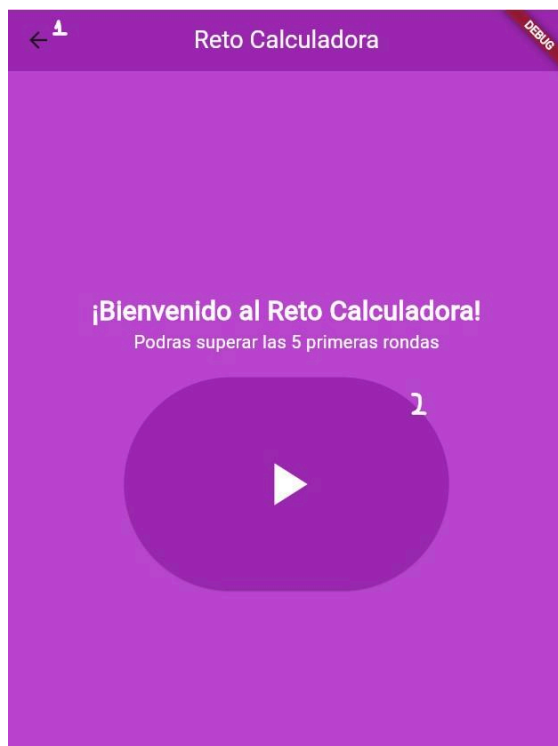 1
Reto Calculadora
DEBUG
¡Bienvenido al Reto Calculadora!
Podras superar las 5 primeras rondas
2